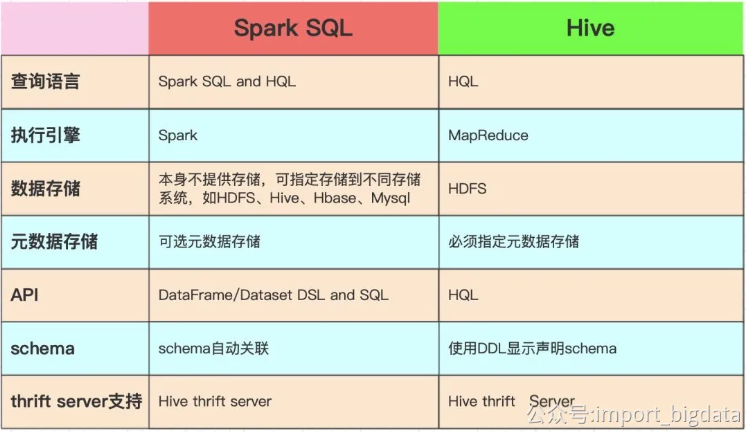 Spark SQL Hive
查询语言 Spark SQL and HQL HQL
执行引擎 Spark MapReduce
数据存储 本身不提供存储，可指定存储到不同存储 HDFS
系统，如HDFS、Hive、Hbase、Mysql
元数据存储 可选元数据存储 必须指定元数据存储
API DataFrame/Dataset DSL and SQL HQL
schema schema自动关联 使用DDL显示声明schema
thrift server支持 Hive thrift server Hive thrift Server
公众号:import_bigdata